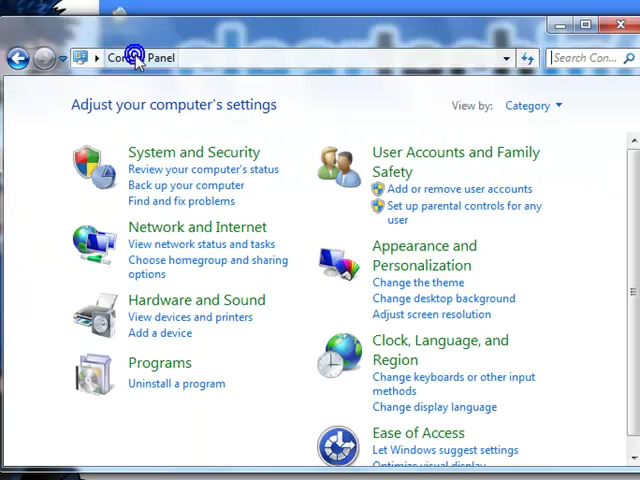 Control Panel
Search Con...
Adjust your computer's settings
View by: Category
System and Security
Review your computer's status
Back up your computer
Find and fix problems
Network and Internet
View network status and tasks
Choose homegroup and sharing
options
Hardware and Sound
View devices and printers
Add a device
Programs
Uninstall a program
User Accounts and Family
Safety
Add or remove user accounts
Set up parental controls for any
user
Appearance and
Personalization
Change the theme
Change desktop background
Adjust screen resolution
Clock, Language, and
Region
Change keyboards or other input
methods
Change display language
Ease of Access
Let Windows suggest settings
Optimize visual display